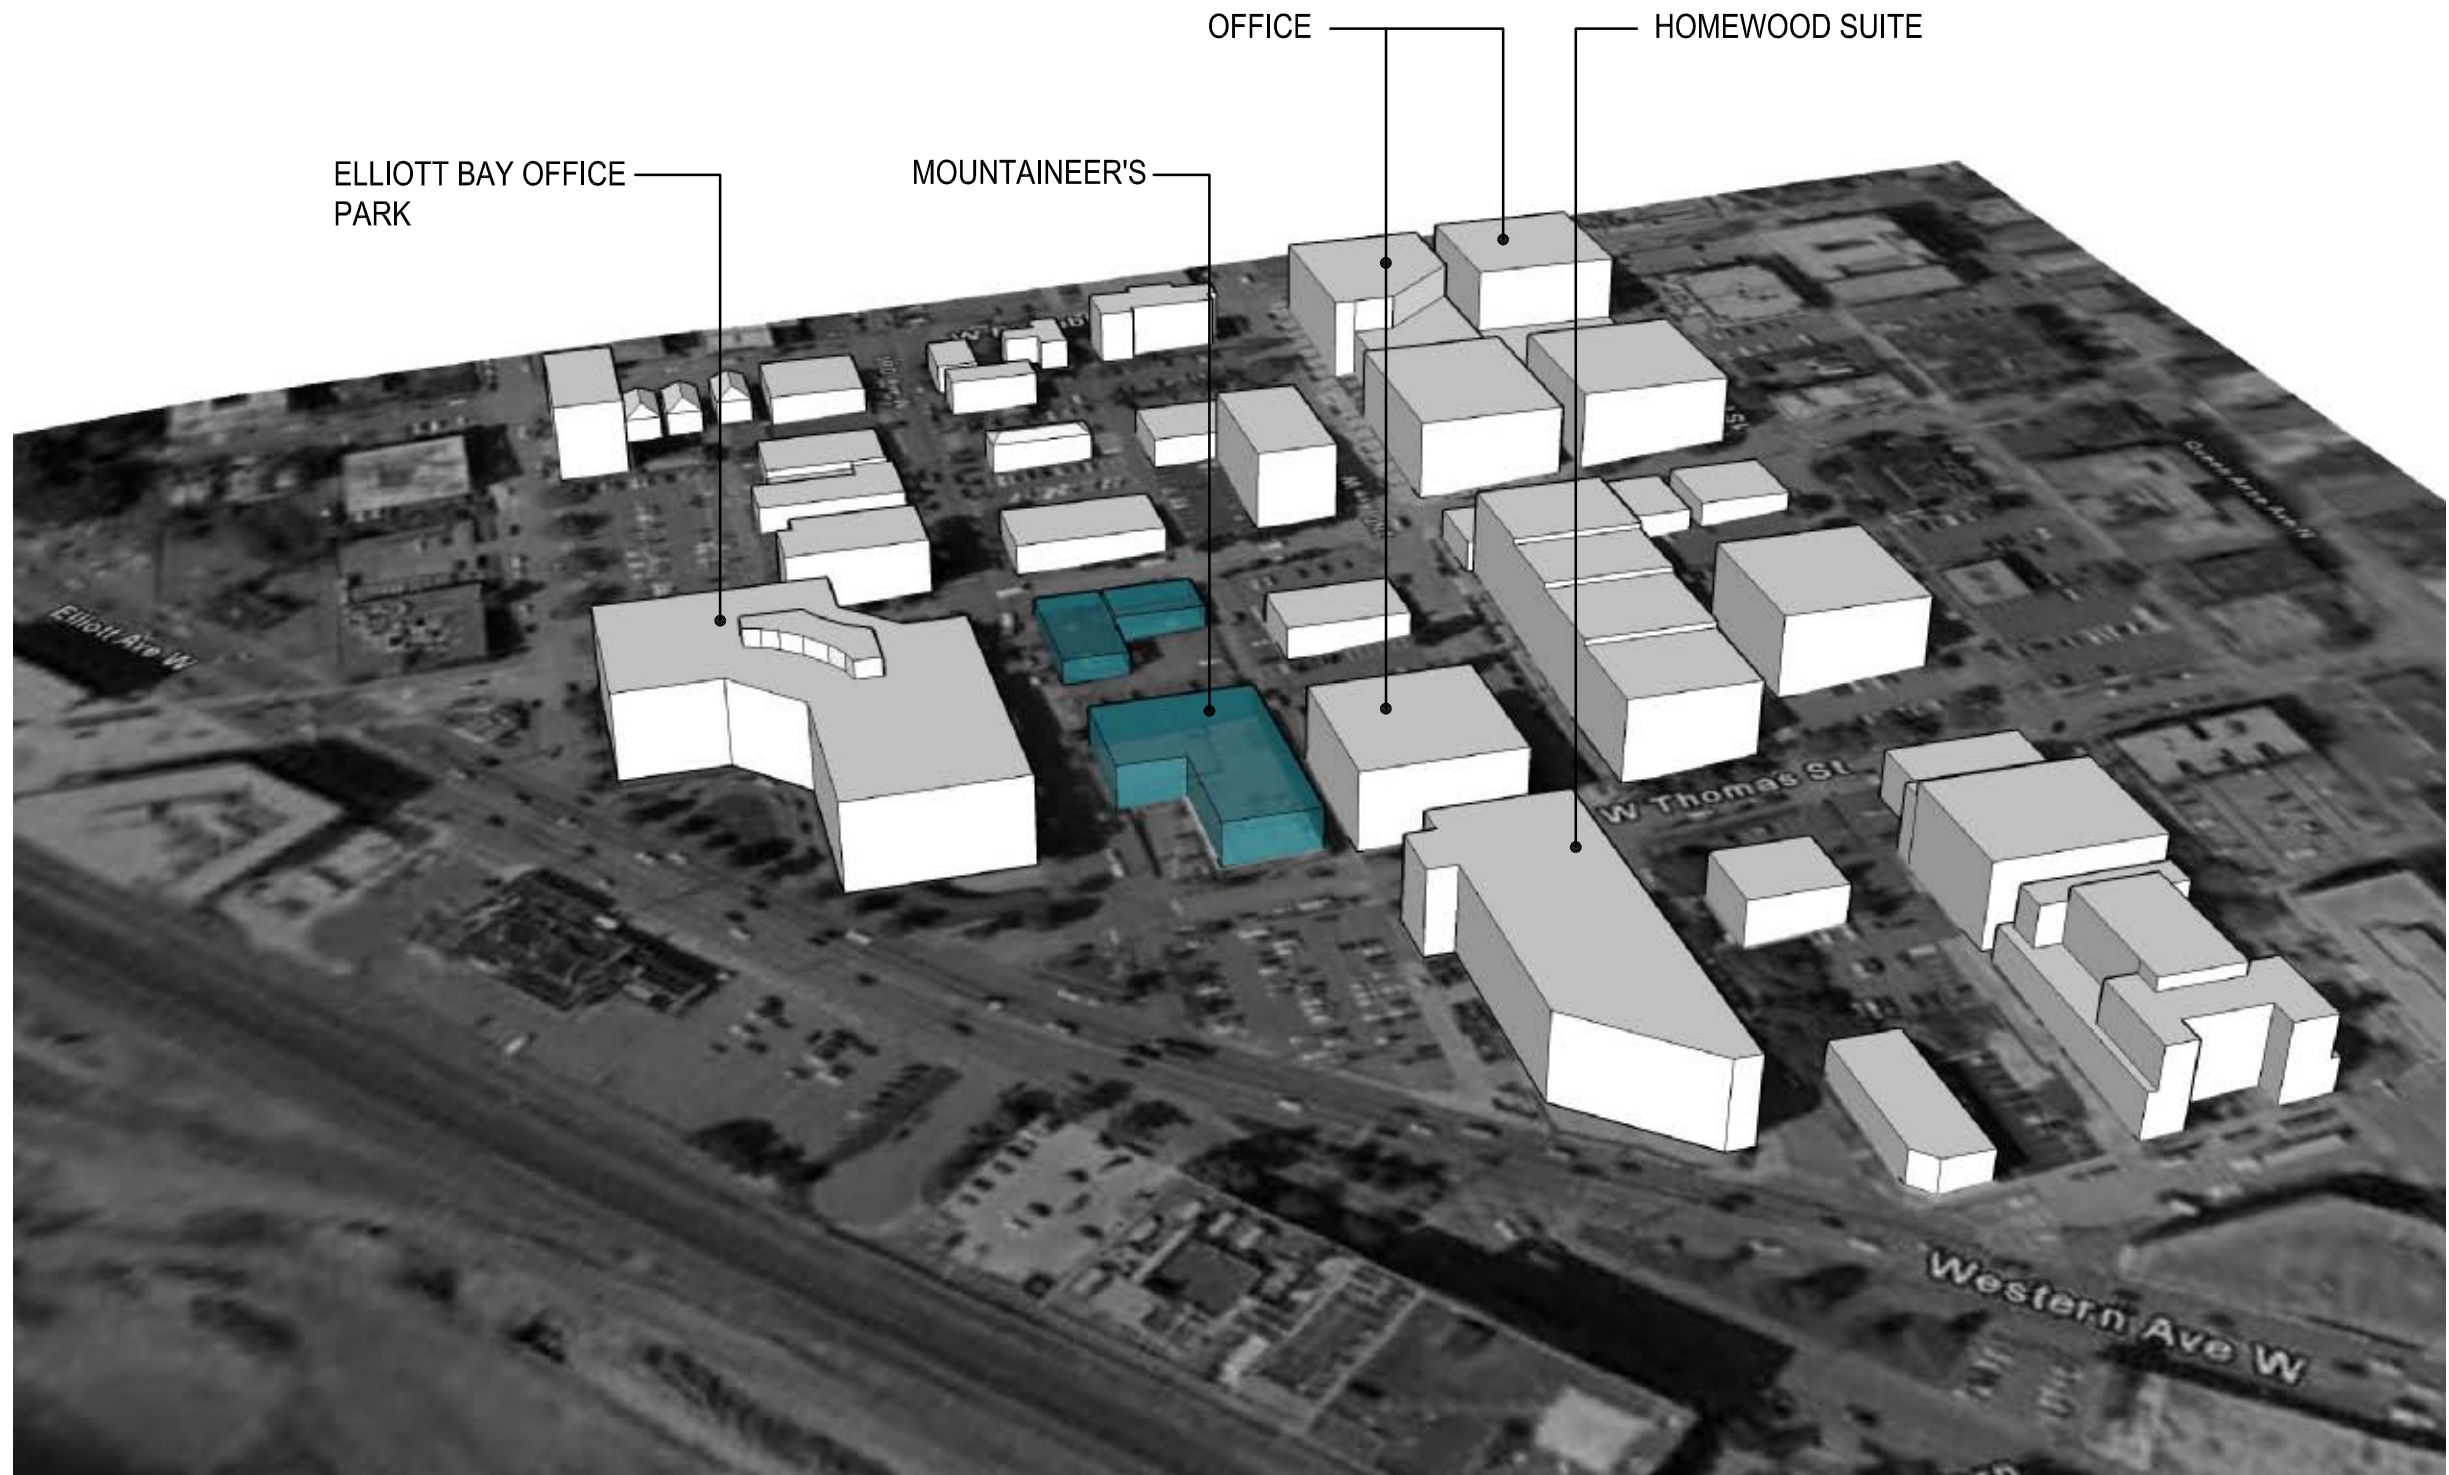 OFFICE
HOMEWOOD SUITE
ELLIOTT BAY OFFICE
PARK
MOUNTAINEER'S
Elliott Ave W
W Thomas St
Western Ave W